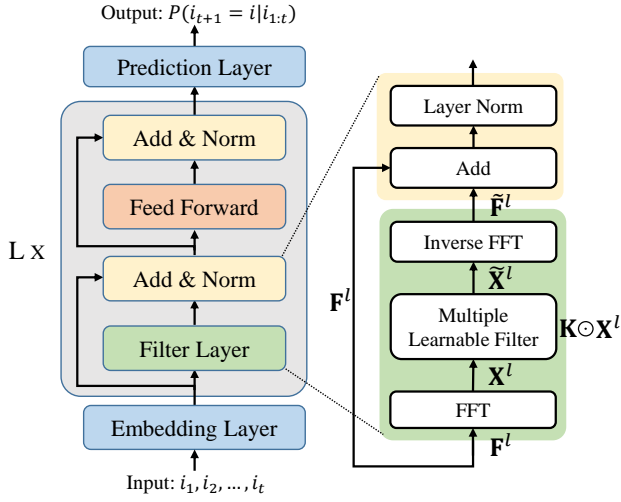 Output: P(i_{t+1} = i|i_{1:t})
Prediction Layer
Add & Norm
Feed Forward
L x
Add & Norm
Filter Layer
Embedding Layer
Input: i_1, i_2, ..., i_t
Layer Norm
Add
F̃^l
Inverse FFT
X̃^l
F^l
Multiple
Learnable Filter
K⊙X^l
X^l
FFT
F^l